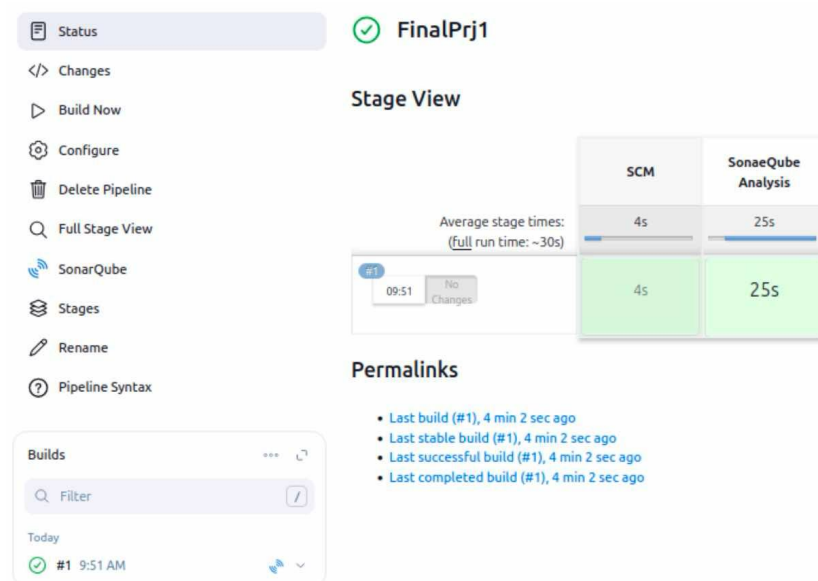 Status
Changes
Build Now
Configure
Delete Pipeline
Full Stage View
SonarQube
Stages
Rename
Pipeline Syntax
Builds
Filter
/
Today
#1 9:51 AM
FinalPrj1
Stage View
SCM
SonaeQube
Analysis
Average stage times:
(full run time: ~30s)
4s
25s
#1
09:51
No
Changes
4s
25s
Permalinks
Last build (#1), 4 min 2 sec ago
Last stable build (#1), 4 min 2 sec ago
Last successful build (#1), 4 min 2 sec ago
Last completed build (#1), 4 min 2 sec ago